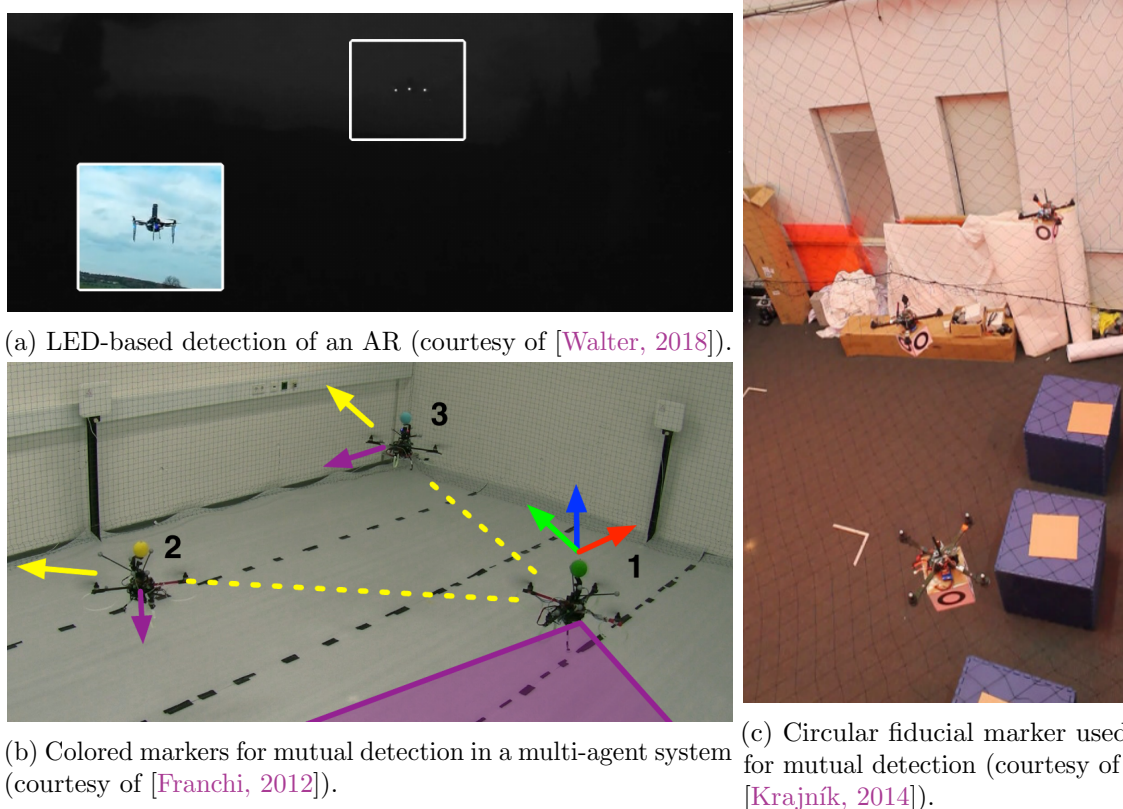 (a) LED-based detection of an AR (courtesy of [Walter, 2018]).
3
2
1
(b) Colored markers for mutual detection in a multi-agent system
(courtesy of [Franchi, 2012]).
(c) Circular fiducial marker used
for mutual detection (courtesy of
[Krajník, 2014]).